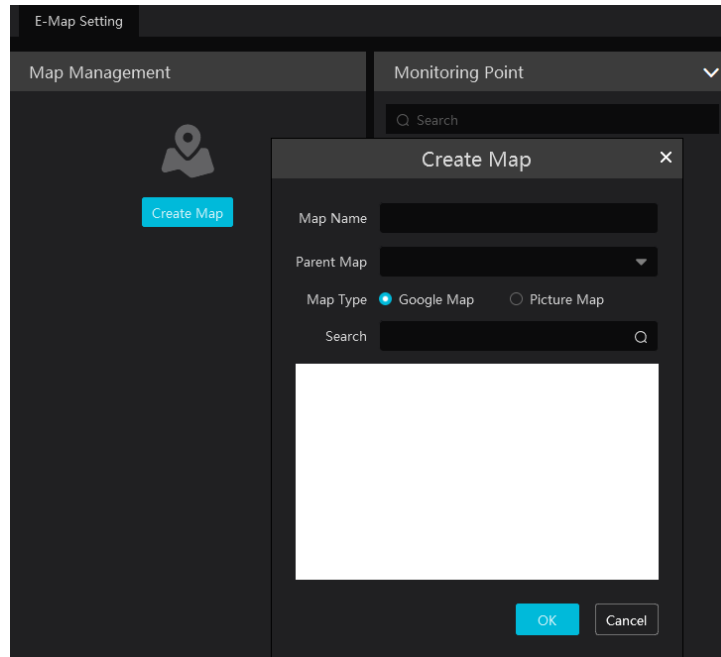 E-Map Setting
Map Management
Monitoring Point
Search
Create Map
Create Map
Map Name
Parent Map
Map Type
Google Map
Picture Map
Search
OK
Cancel